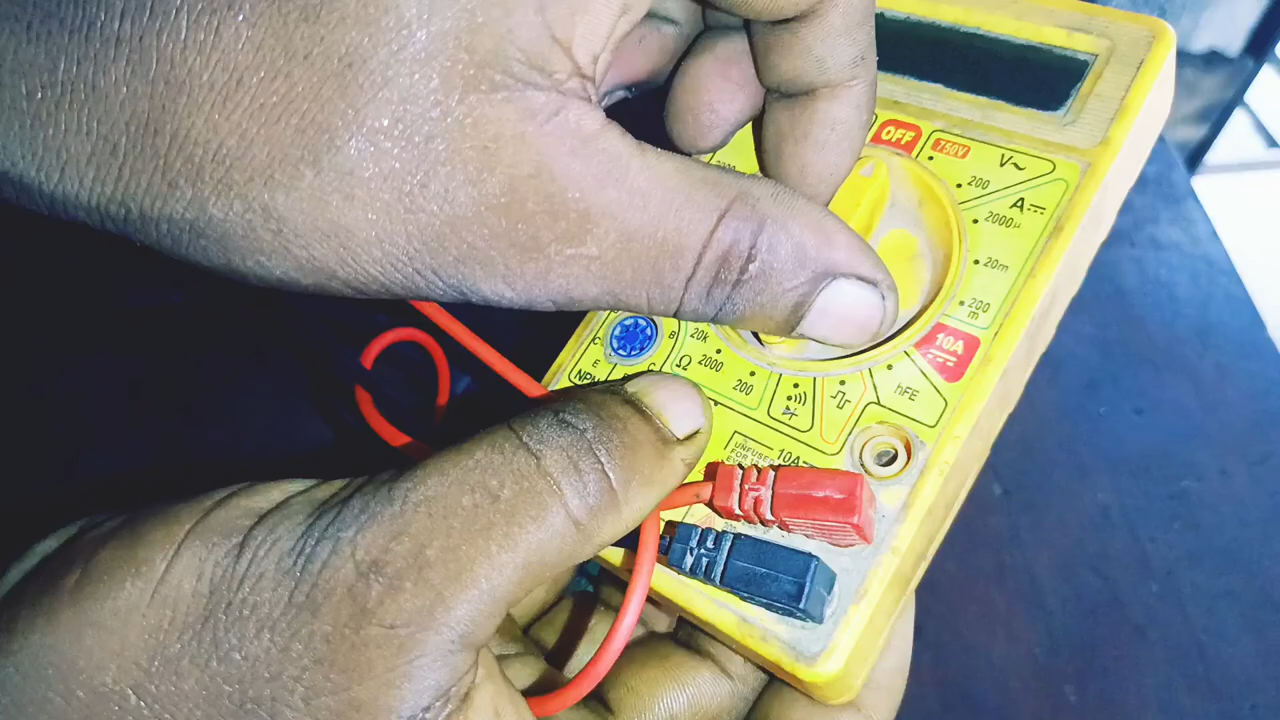 OFF
750V
V~
200
A
2000µ
20m
200
m
10A
hFE
B
C
E
NPN
20k
Ω
2000
200
10A
UNFUSED